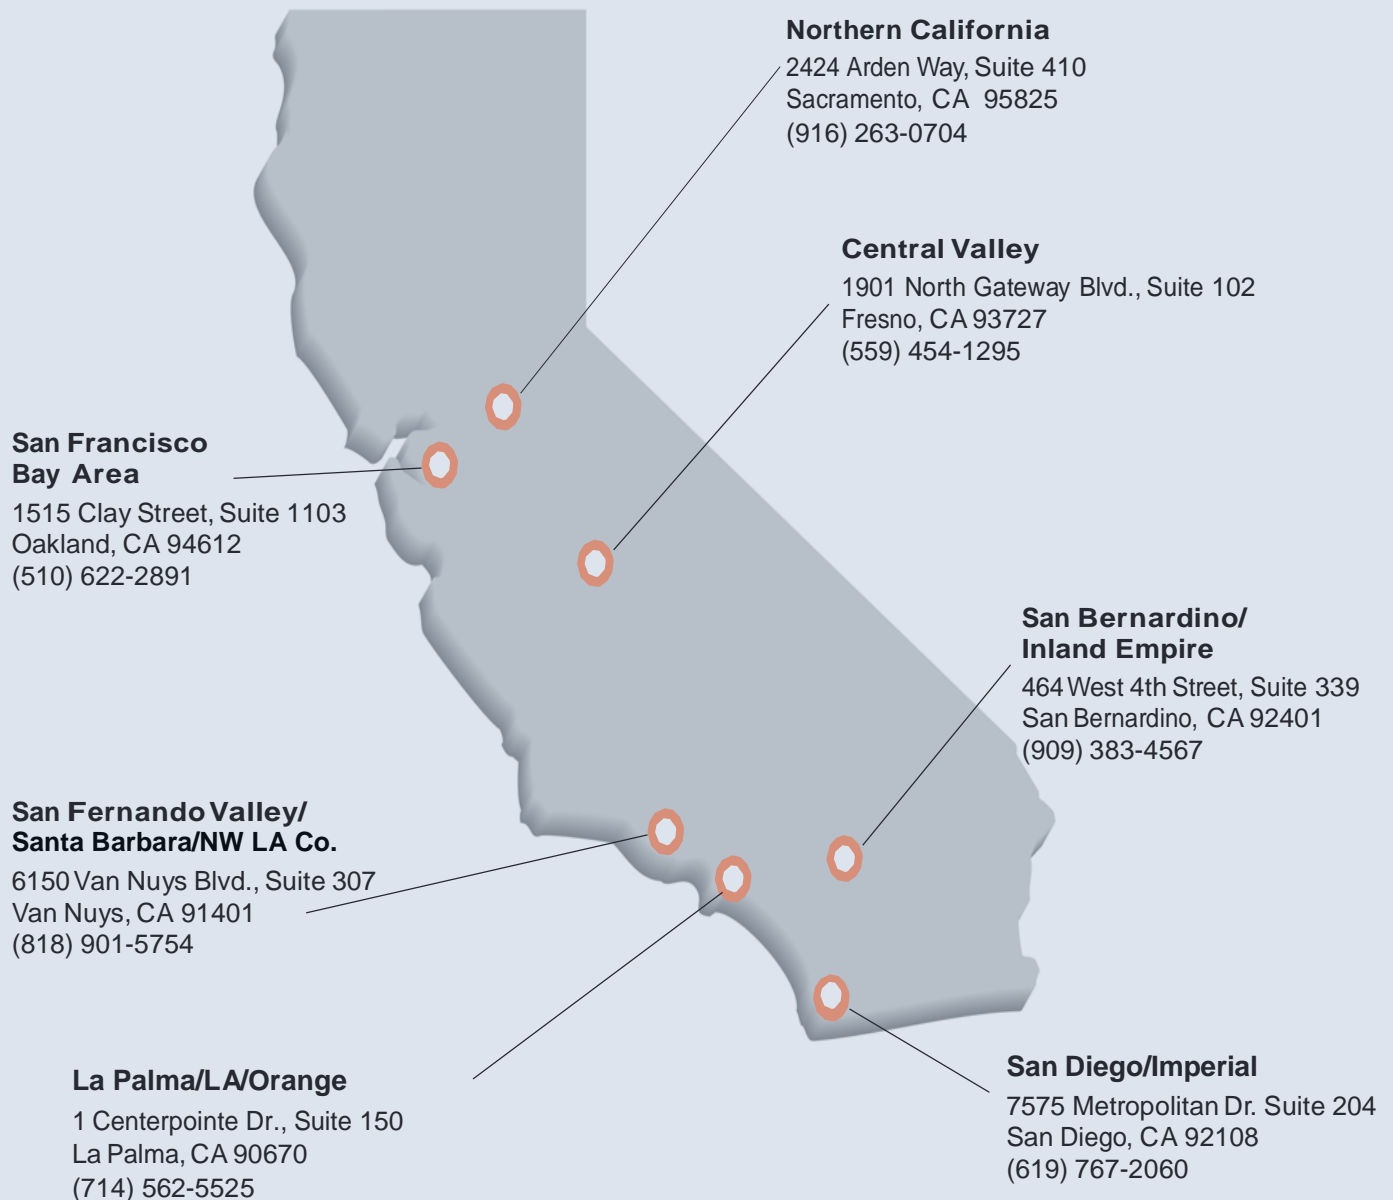 Northern California
2424 Arden Way, Suite 410
Sacramento, CA 95825
(916) 263-0704
Central Valley
1901 North Gateway Blvd., Suite 102
Fresno, CA 93727
(559) 454-1295
San Francisco
Bay Area
1515 Clay Street, Suite 1103
Oakland, CA 94612
(510) 622-2891
San Bernardino/
Inland Empire
464 West 4th Street, Suite 339
San Bernardino, CA 92401
(909) 383-4567
San Fernando Valley/
Santa Barbara/NW LA Co.
6150 Van Nuys Blvd., Suite 307
Van Nuys, CA 91401
(818) 901-5754
La Palma/LA/Orange
1 Centerpointe Dr., Suite 150
La Palma, CA 90670
(714) 562-5525
San Diego/Imperial
7575 Metropolitan Dr. Suite 204
San Diego, CA 92108
(619) 767-2060